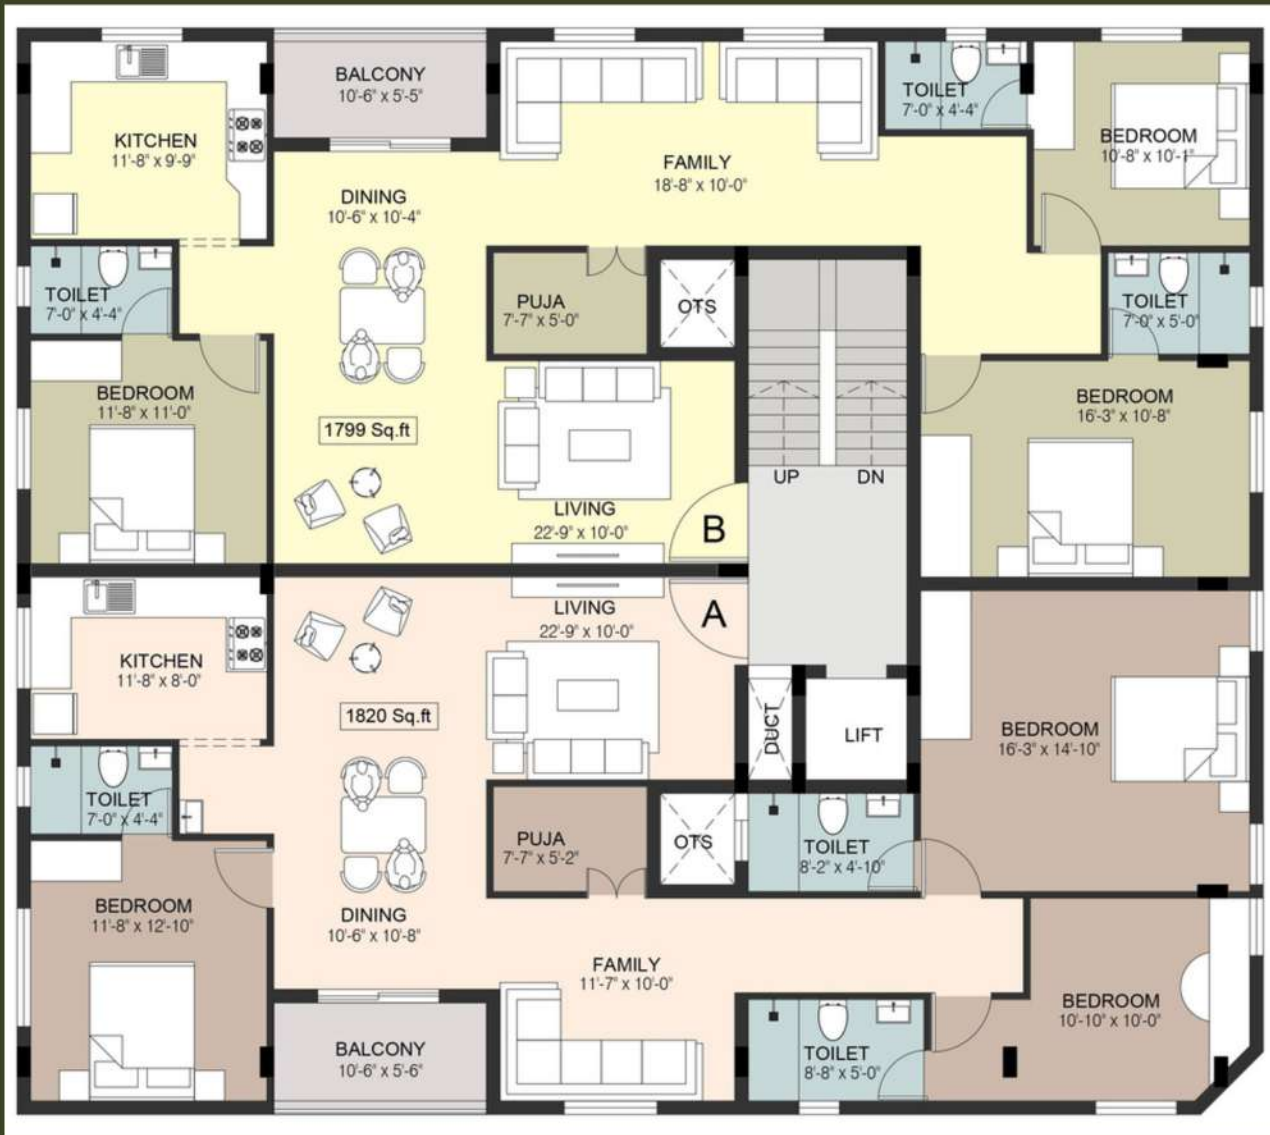 BALCONY
10'-6" x 5'-5"
KITCHEN
11'-8" x 9'-9"
DINING
10'-6" x 10'-4"
FAMILY
18'-8" x 10'-0"
TOILET
7'-0" x 4'-4"
BEDROOM
10'-8" x 10'-1"
TOILET
7'-0" x 4'-4"
PUJA
7'-7" x 5'-0"
OTS
TOILET
7'-0" x 5'-0"
BEDROOM
11'-8" x 11'-0"
1799 Sq.ft
BEDROOM
16'-3" x 10'-8"
UP
DN
LIVING
22'-9" x 10'-0"
B
LIVING
22'-9" x 10'-0"
A
KITCHEN
11'-8" x 8'-0"
1820 Sq.ft
DUCT
LIFT
BEDROOM
16'-3" x 14'-10"
TOILET
7'-0" x 4'-4"
PUJA
7'-7" x 5'-2"
OTS
TOILET
8'-2" x 4'-10"
BEDROOM
11'-8" x 12'-10"
DINING
10'-6" x 10'-8"
FAMILY
11'-7" x 10'-0"
BEDROOM
10'-10" x 10'-0"
BALCONY
10'-6" x 5'-6"
TOILET
8'-8" x 5'-0"